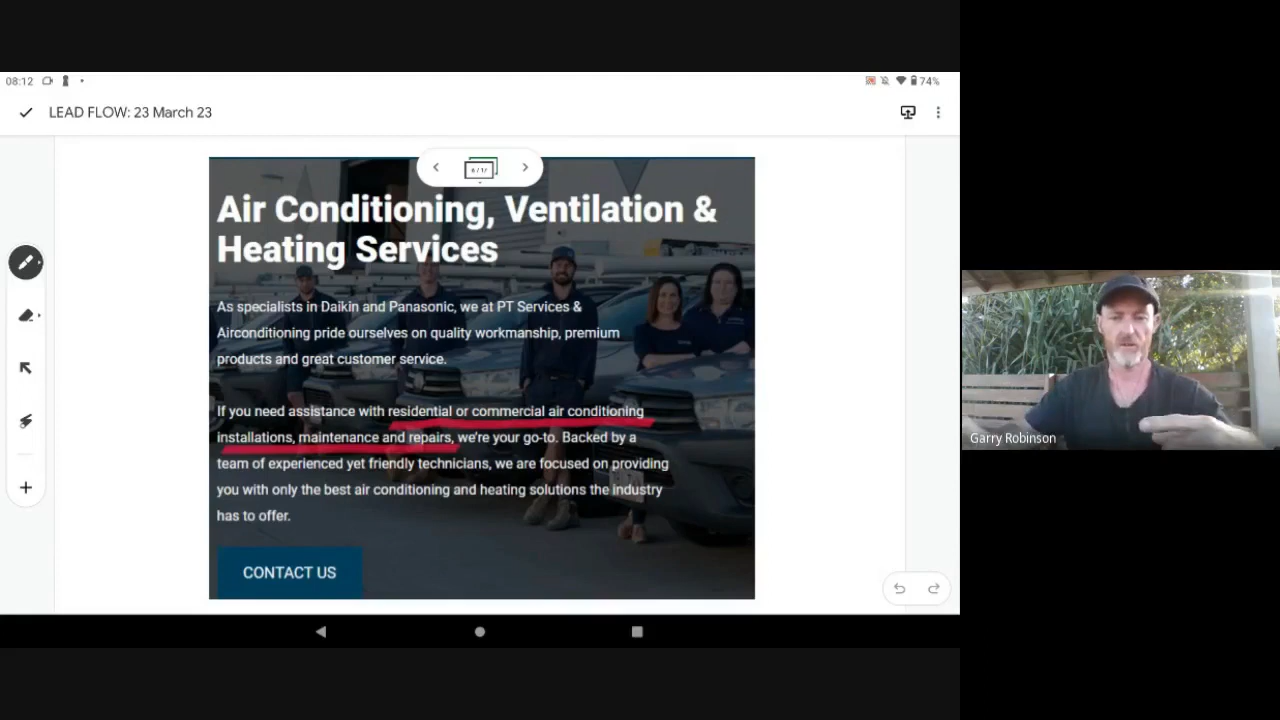 08:12
74%
LEAD FLOW: 23 March 23
Air Conditioning, Ventilation &
Heating Services
As specialists in Daikin and Panasonic, we at PT Services &
Airconditioning pride ourselves on quality workmanship, premium
products and great customer service.
If you need assistance with residential or commercial air conditioning
installations, maintenance and repairs, we're your go-to. Backed by a
team of experienced yet friendly technicians, we are focused on providing
you with only the best air conditioning and heating solutions the industry
has to offer.
CONTACT US
Garry Robinson